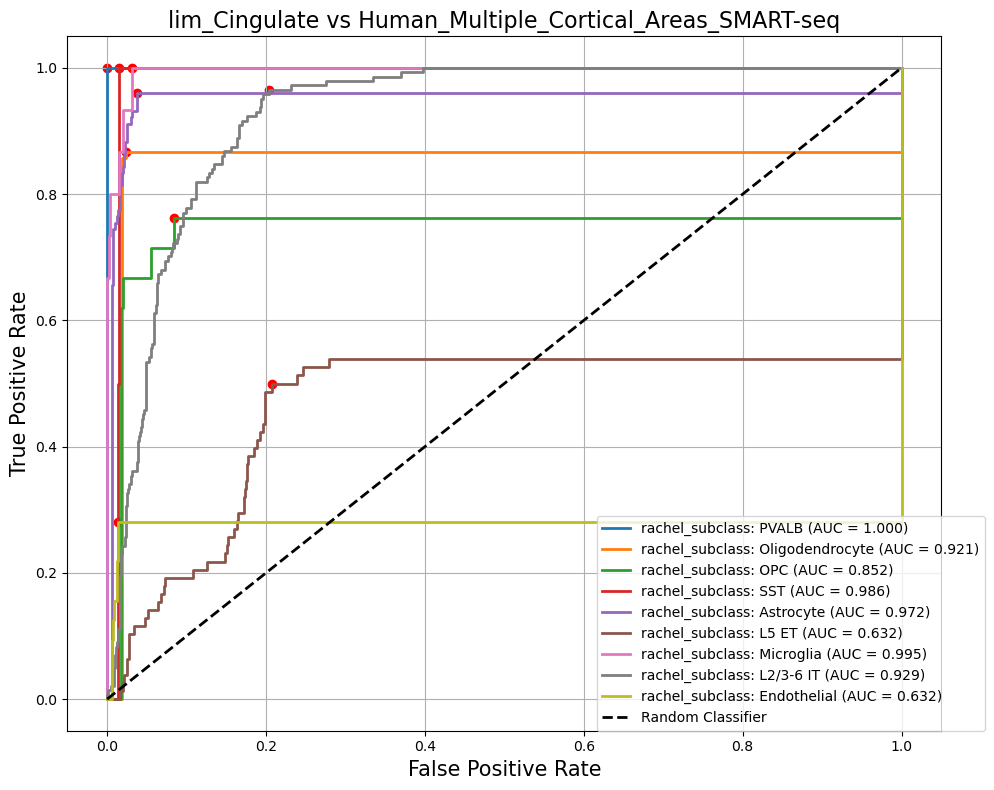 lim_Cingulate vs Human_Multiple_Cortical_Areas_SMART-seq
True Positive Rate
1.0
0.8
0.6
0.4
0.2
0.0
rachel_subclass: PVALB (AUC = 1.000)
rachel_subclass: Oligodendrocyte (AUC = 0.921)
rachel_subclass: OPC (AUC = 0.852)
rachel_subclass: SST (AUC = 0.986)
rachel_subclass: Astrocyte (AUC = 0.972)
rachel_subclass: L5 ET (AUC = 0.632)
rachel_subclass: Microglia (AUC = 0.995)
rachel_subclass: L2/3-6 IT (AUC = 0.929)
rachel_subclass: Endothelial (AUC = 0.632)
Random Classifier
0.0 0.2 0.4 0.6 0.8 1.0
False Positive Rate